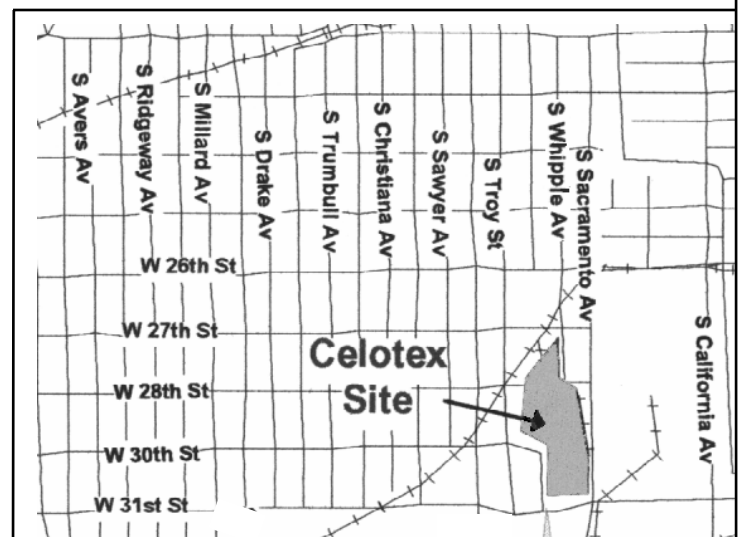 S Avers Av
S Ridgeway Av
S Millard Av
S Drake Av
S Trumbull Av
S Christiana Av
S Sawyer Av
S Troy St
S Whipple Av
S Sacramento Av
W 26th St
W 27th St
S California Av
Celotex
Site
W 28th St
W 30th St
W 31st St